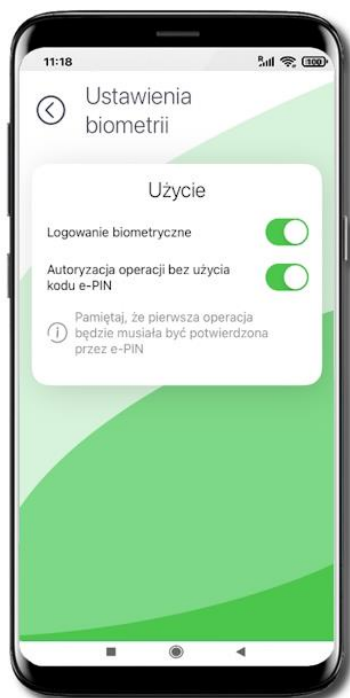 11:18
R
100
Ustawienia
biometrii
Użycie
Logowanie biometryczne
Autoryzacja operacji bez użycia
kodu e-PIN
Pamiętaj, że pierwsza operacja
będzie musiała być potwierdzona
przez e-PIN